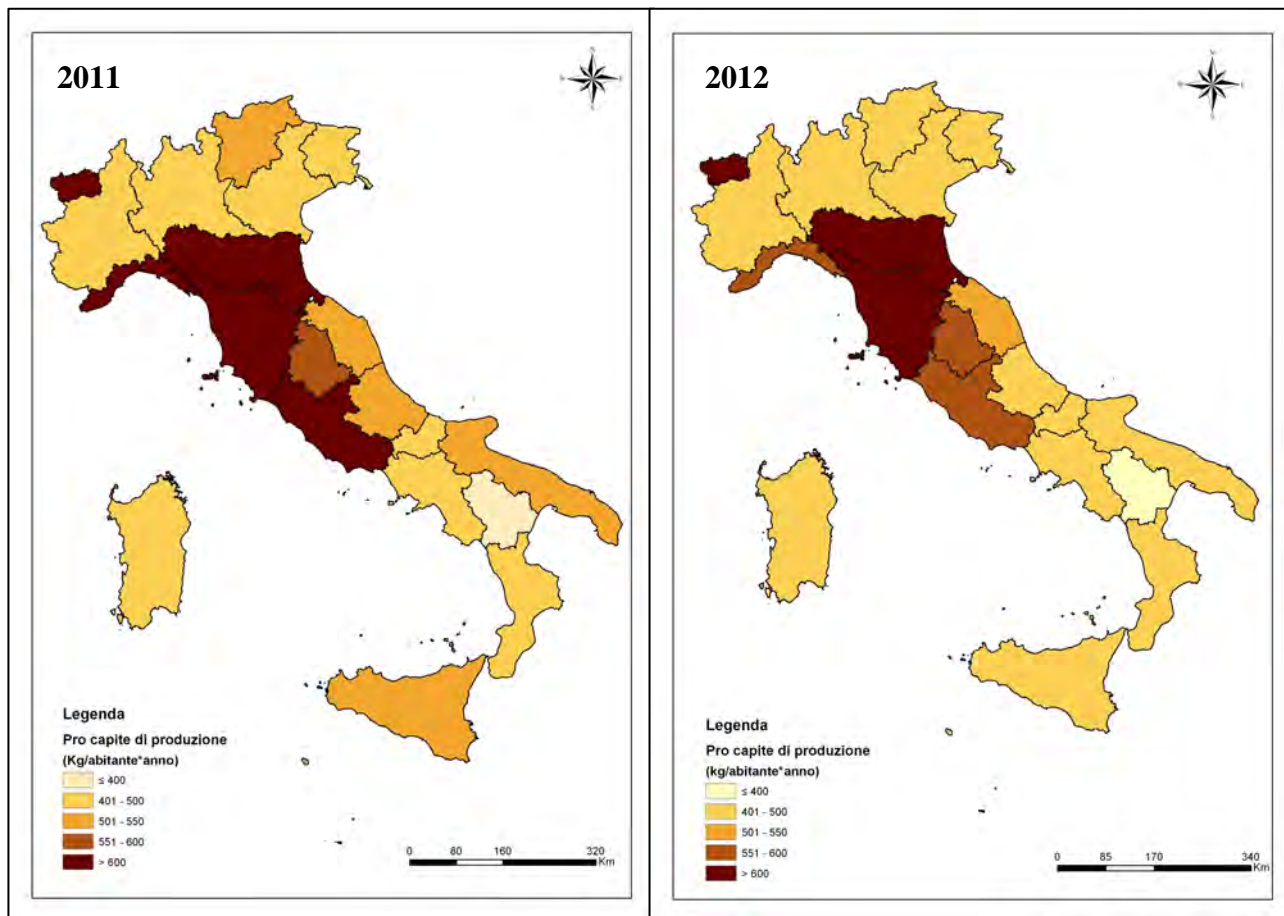 2011
N
Legenda
Pro capite di produzione
(Kg/abitante*anno)
≤ 400
401 - 500
501 - 550
551 - 600
> 600
0 80 160 320
Km
2012
N
Legenda
Pro capite di produzione
(kg/abitante*anno)
≤ 400
401 - 500
501 - 550
551 - 600
> 600
0 85 170 340
Km